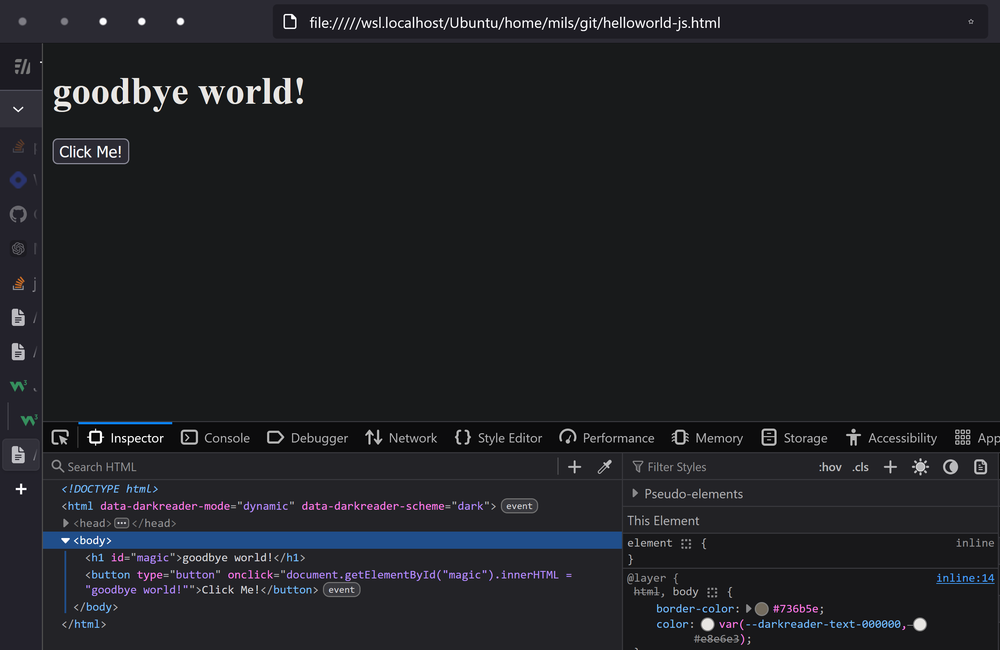 file://///wsl.localhost/Ubuntu/home/mils/git/helloworld-js.html
goodbye world!
Click Me!
j
/
/
/
Inspector
Console
Debugger
Network
Style Editor
Performance
Memory
Storage
Accessibility
App
Search HTML
Filter Styles
:hov
.cls
<!DOCTYPE html>
<html data-darkreader-mode="dynamic" data-darkreader-scheme="dark"> event
<head>···</head>
<body>
<h1 id="magic">goodbye world!</h1>
<button type="button" onclick="document.getElementById("magic").innerHTML =
"goodbye world!"">Click Me!</button> event
</body>
</html>
Pseudo-elements
This Element
element { inline
}
@layer { inline:14
html, body {
border-color: #736b5e;
color: var(--darkreader-text-000000,
#e8e6e3);